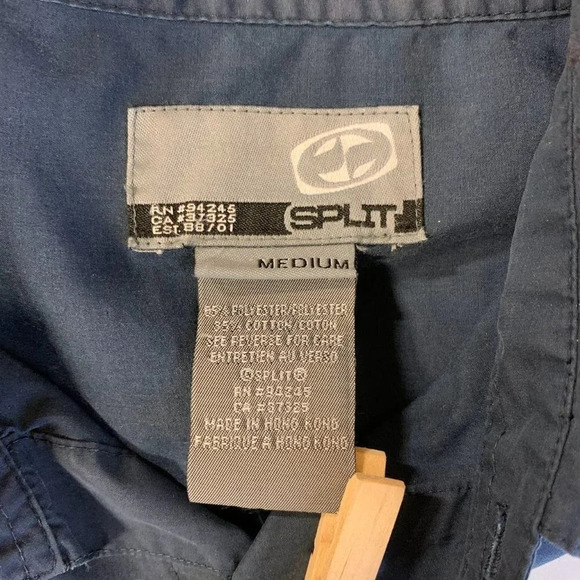 RN #94245
CA #37325
EST. 88/01
SPLIT
MEDIUM
65% POLYESTER/POLYESTER
35% COTTON/COTON
SEE REVERSE FOR CARE
ENTRETIEN AU VERSO
©SPLIT®
RN #94245
CA #37325
MADE IN HONG KONG
FABRIQUÉ À HONG KONG